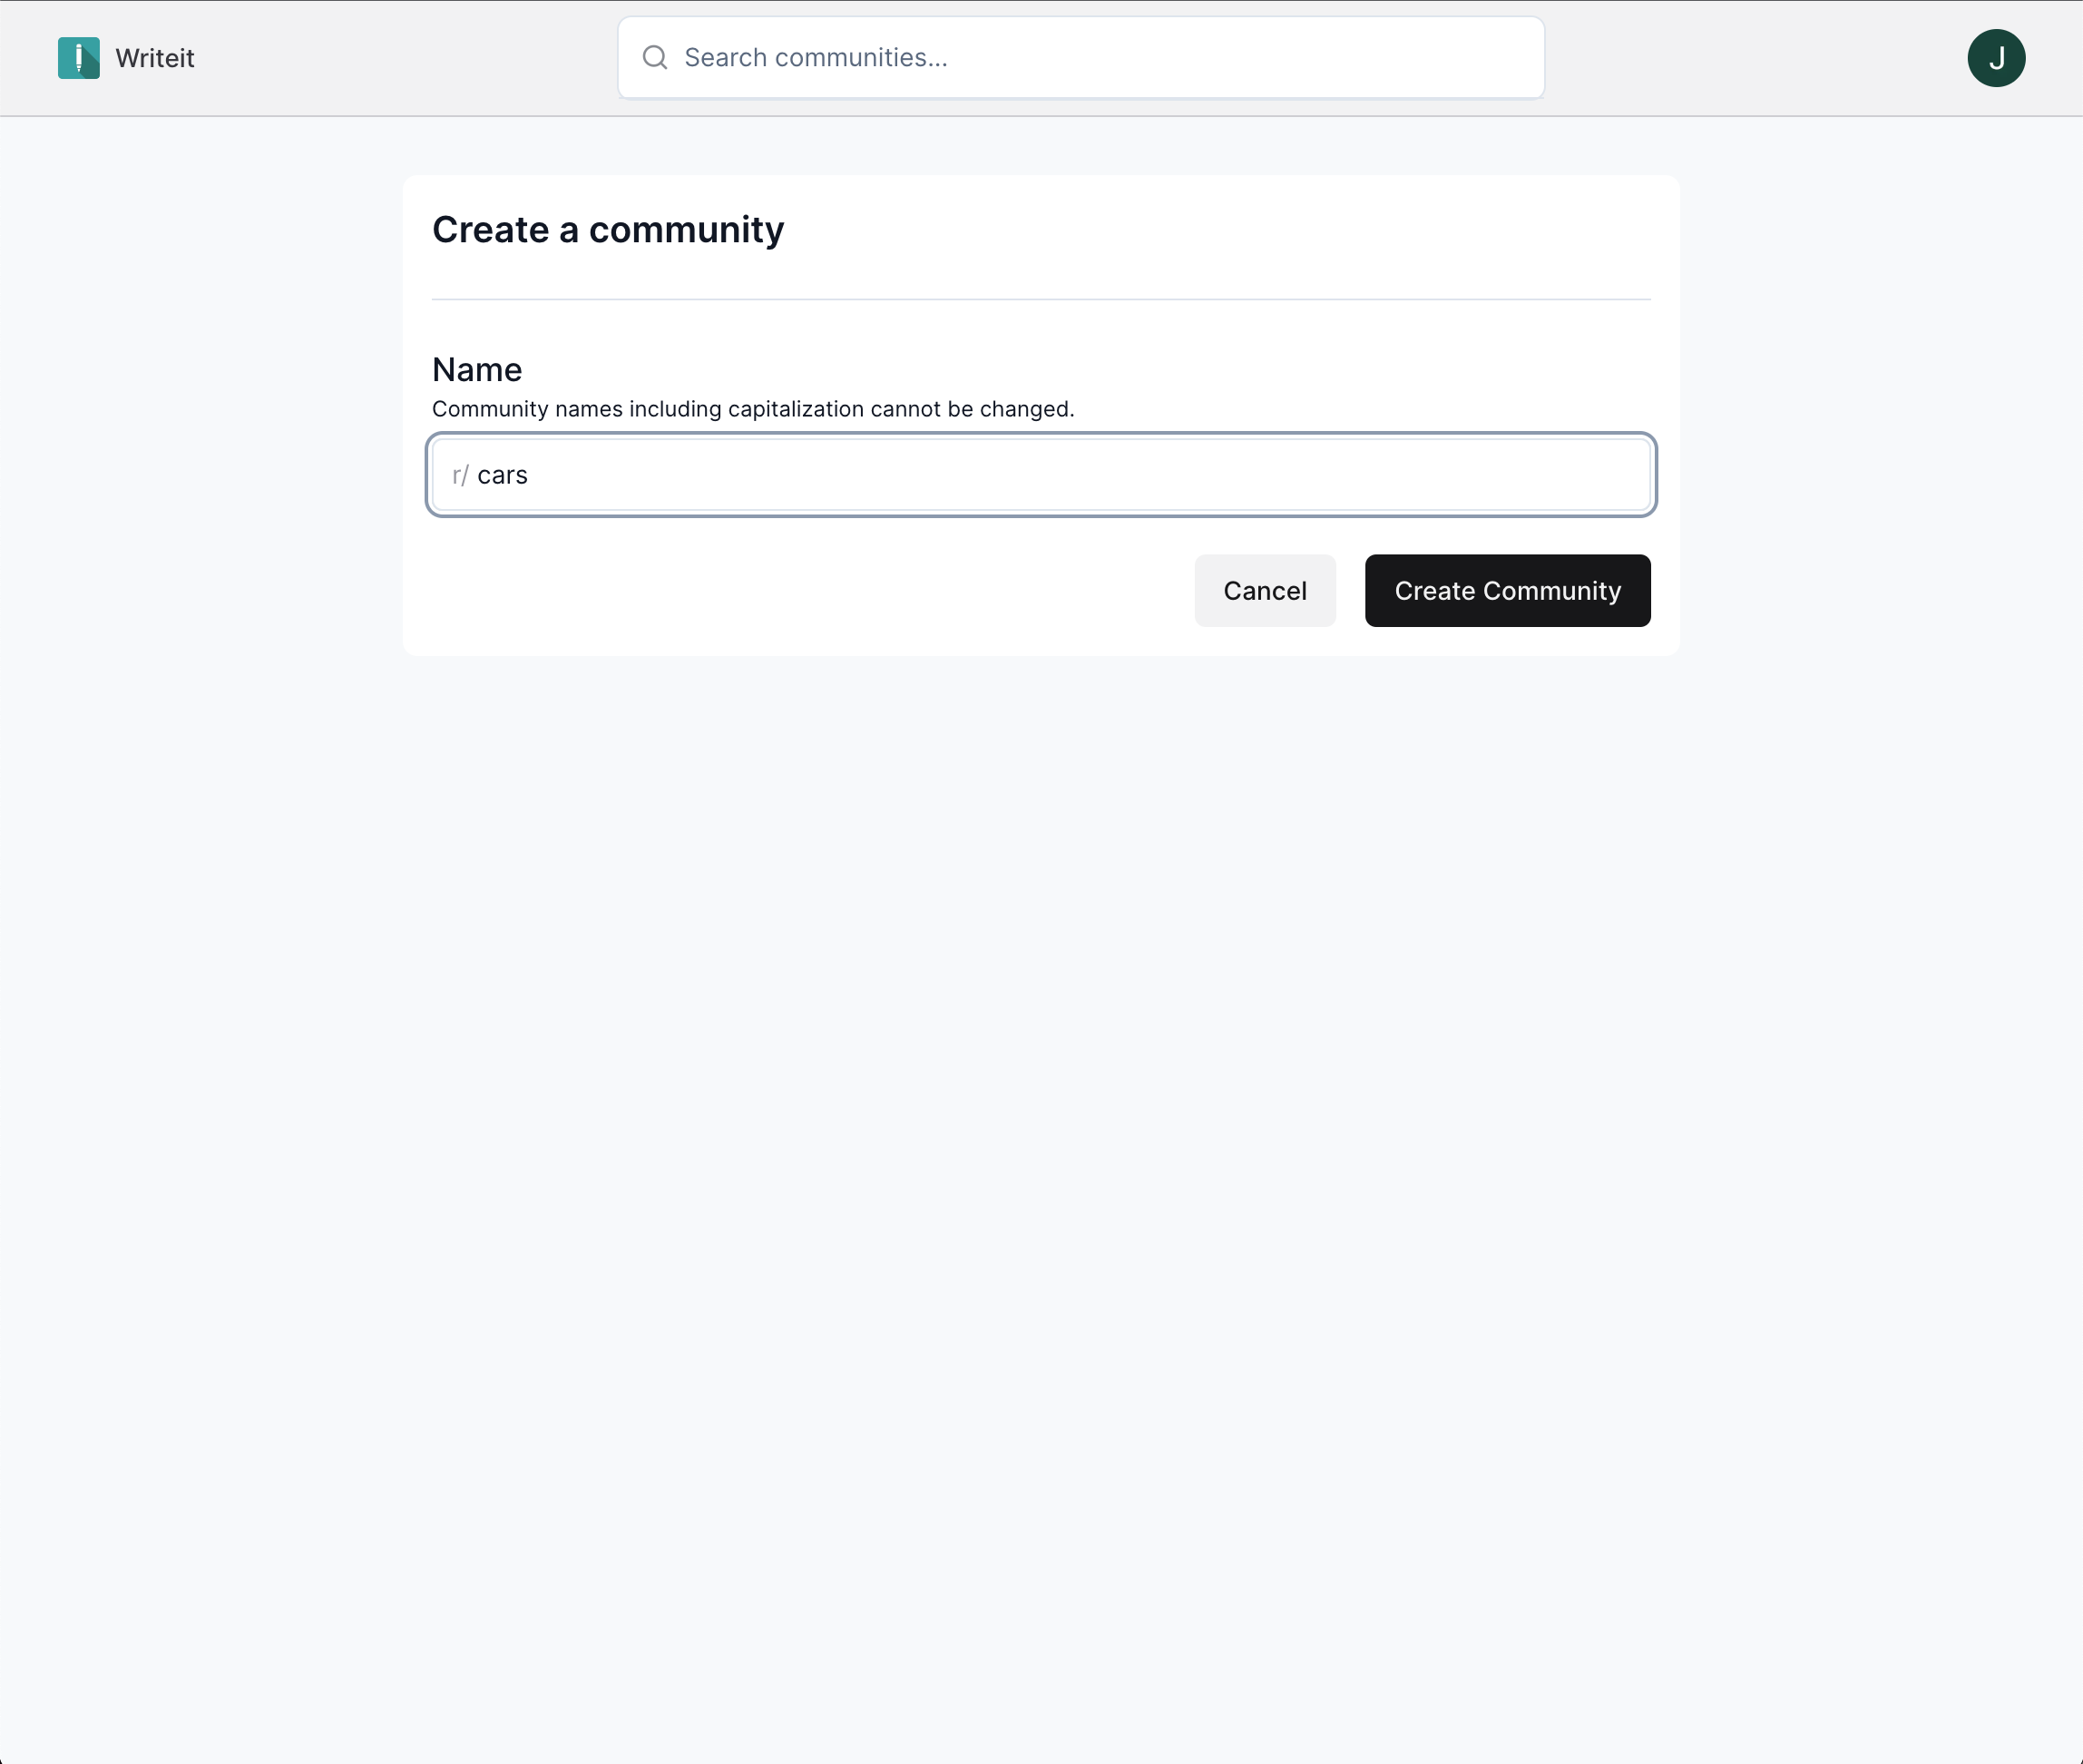 Writeit
Search communities...
J
Create a community
Name
Community names including capitalization cannot be changed.
r/ cars
Cancel
Create Community